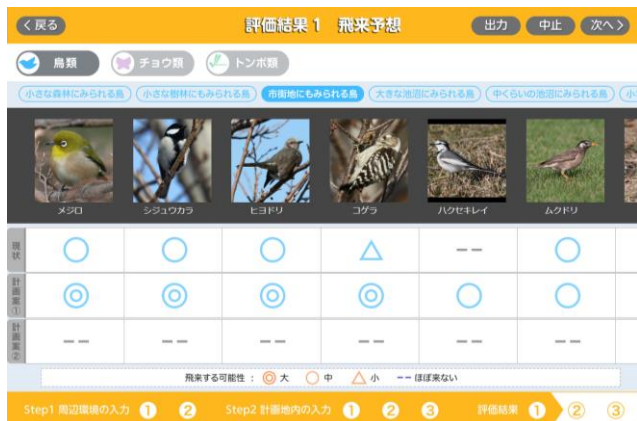 ＜戻る
評価結果1 飛来予想
出力
中止
次へ＞
鳥類
チョウ類
トンボ類
小さな森林にみられる鳥
小さな樹林にもみられる鳥
市街地にもみられる鳥
大きな池沼にみられる鳥
中くらいの池沼にみられる鳥
小
メジロ
シジュウカラ
ヒヨドリ
コゲラ
ハクセキレイ
ムクドリ
現状
○ ○ ○ △ －－ ○
計画案①
◎ ◎ ◎ ◎ ○ ○
計画案②
－－ －－ －－ －－ －－ －－
飛来する可能性 : ◎ 大 ○ 中 △ 小 －－ ほぼ来ない
Step1 周辺環境の入力 ① ② Step2 計画地内の入力 ① ② ③ 評価結果 ① ② ③